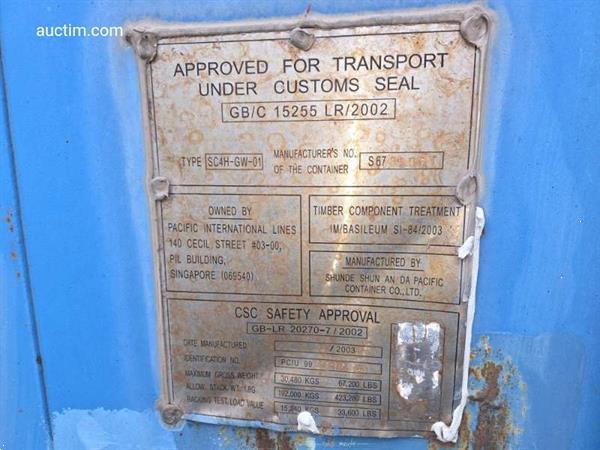 auctim.com
APPROVED FOR TRANSPORT
UNDER CUSTOMS SEAL
GB/C 15255 LR/2002
TYPE SC4H-GW-01 MANUFACTURER'S NO. OF THE CONTAINER S67
OWNED BY
PACIFIC INTERNATIONAL LINES
140 CECIL STREET #03-00,
PIL BUILDING,
SINGAPORE (069540)
TIMBER COMPONENT TREATMENT
IM/BASILEUM SI-84/2003
MANUFACTURED BY
SHUNDE SHUN AN DA PACIFIC
CONTAINER CO.,LTD.
CSC SAFETY APPROVAL
GB-LR 20270-7/2002
DATE MANUFACTURED /2003
IDENTIFICATION NO. PCIU 99
MAXIMUM GROSS WEIGHT 30,480 KGS 67,200 LBS
ALLOW. STACK WT. 192,000 KGS 423,280 LBS
RACKING TEST LOAD VALUE 15,240 KGS 33,600 LBS